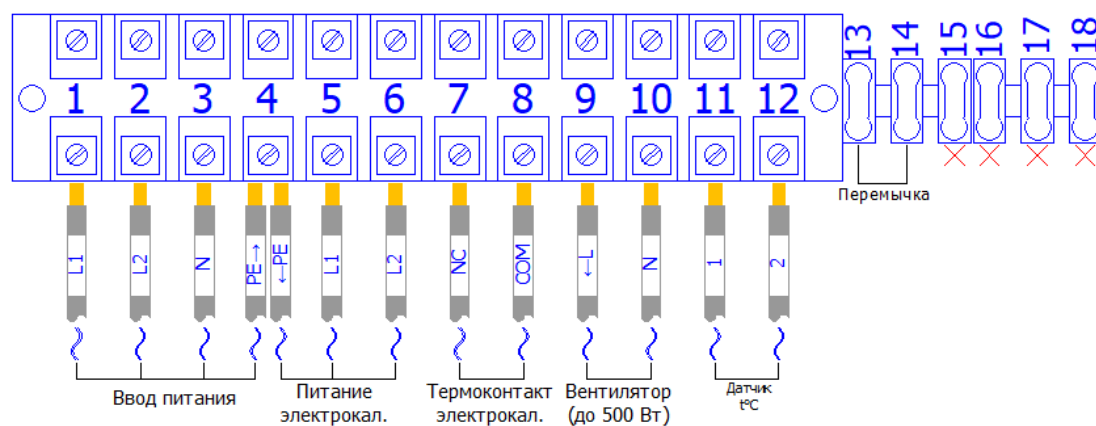 1 2 3 4 5 6 7 8 9 10 11 12 13 14 15 16 17 18
Перемычка
L1 L2 N PE→ ←PE L1 L2 NC COM ←L N 1 2
Ввод питания
Питание
электрокал.
Термоконтакт
электрокал.
Вентилятор
(до 500 Вт)
Датчик
t°C